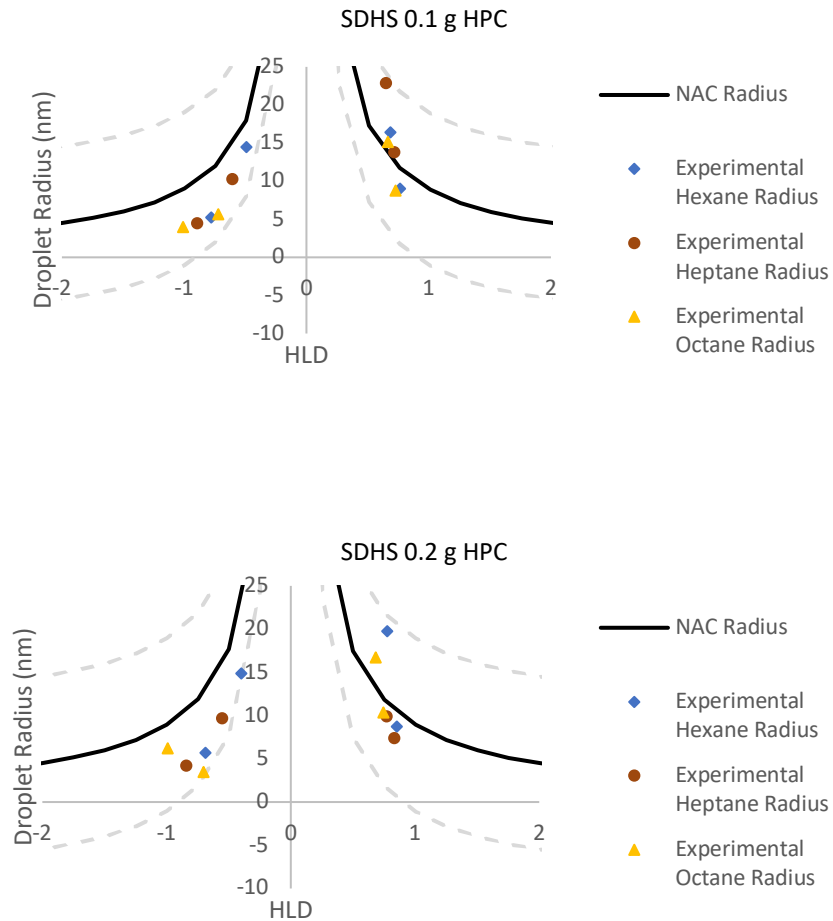 SDHS 0.1 g HPC
Droplet Radius (nm)
25
20
15
10
5
0
-5
-10
-2
-1
0
1
2
HLD
NAC Radius
Experimental
Hexane Radius
Experimental
Heptane Radius
Experimental
Octane Radius
SDHS 0.2 g HPC
Droplet Radius (nm)
25
20
15
10
5
0
-5
-10
-2
-1
0
1
2
HLD
NAC Radius
Experimental
Hexane Radius
Experimental
Heptane Radius
Experimental
Octane Radius